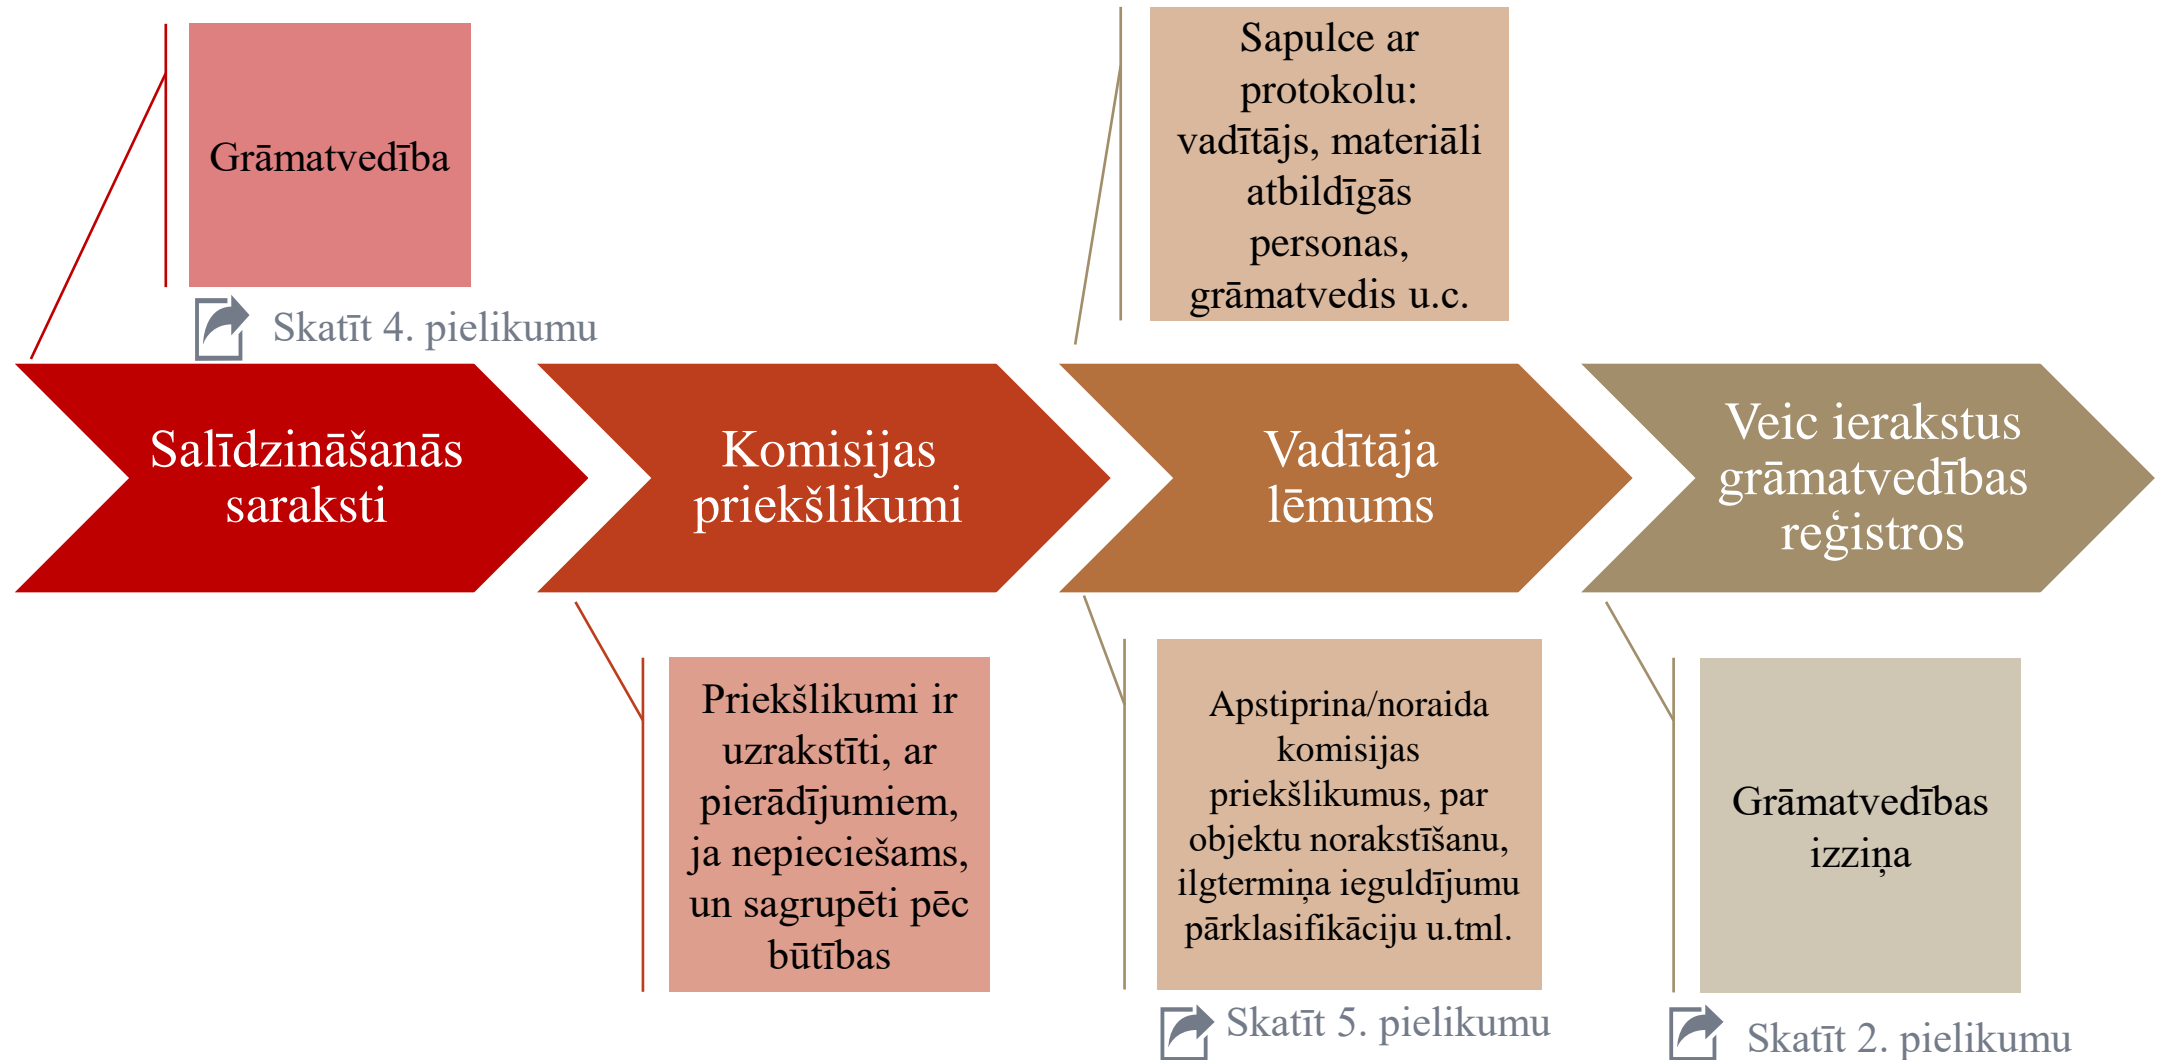 Grāmatvedība
Skatīt 4. pielikumu
Sapulce ar
protokolu:
vadītājs, materiāli
atbildīgās
personas,
grāmatvedis u.c.
Salīdzināšanās
saraksti
Komisijas
priekšlikumi
Vadītāja
lēmums
Veic ierakstus
grāmatvedības
reģistros
Priekšlikumi ir
uzrakstīti, ar
pierādījumiem,
ja nepieciešams,
un sagrupēti pēc
būtības
Apstiprina/noraida
komisijas
priekšlikumus, par
objektu norakstīšanu,
ilgtermiņa ieguldījumu
pārklasifikāciju u.tml.
Skatīt 5. pielikumu
Grāmatvedības
izziņa
Skatīt 2. pielikumu